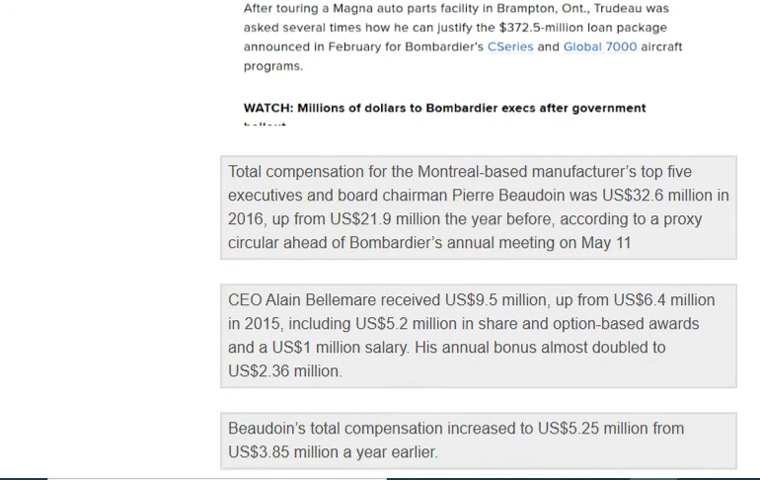 After touring a Magna auto parts facility in Brampton, Ont., Trudeau was
asked several times how he can justify the $372.5-million loan package
announced in February for Bombardier's CSeries and Global 7000 aircraft
programs.
WATCH: Millions of dollars to Bombardier execs after government
Total compensation for the Montreal-based manufacturer's top five
executives and board chairman Pierre Beaudoin was US$32.6 million in
2016, up from US$21.9 million the year before, according to a proxy
circular ahead of Bombardier's annual meeting on May 11
CEO Alain Bellemare received US$9.5 million, up from US$6.4 million
in 2015, including US$5.2 million in share and option-based awards
and a US$1 million salary. His annual bonus almost doubled to
US$2.36 million.
Beaudoin's total compensation increased to US$5.25 million from
US$3.85 million a year earlier.